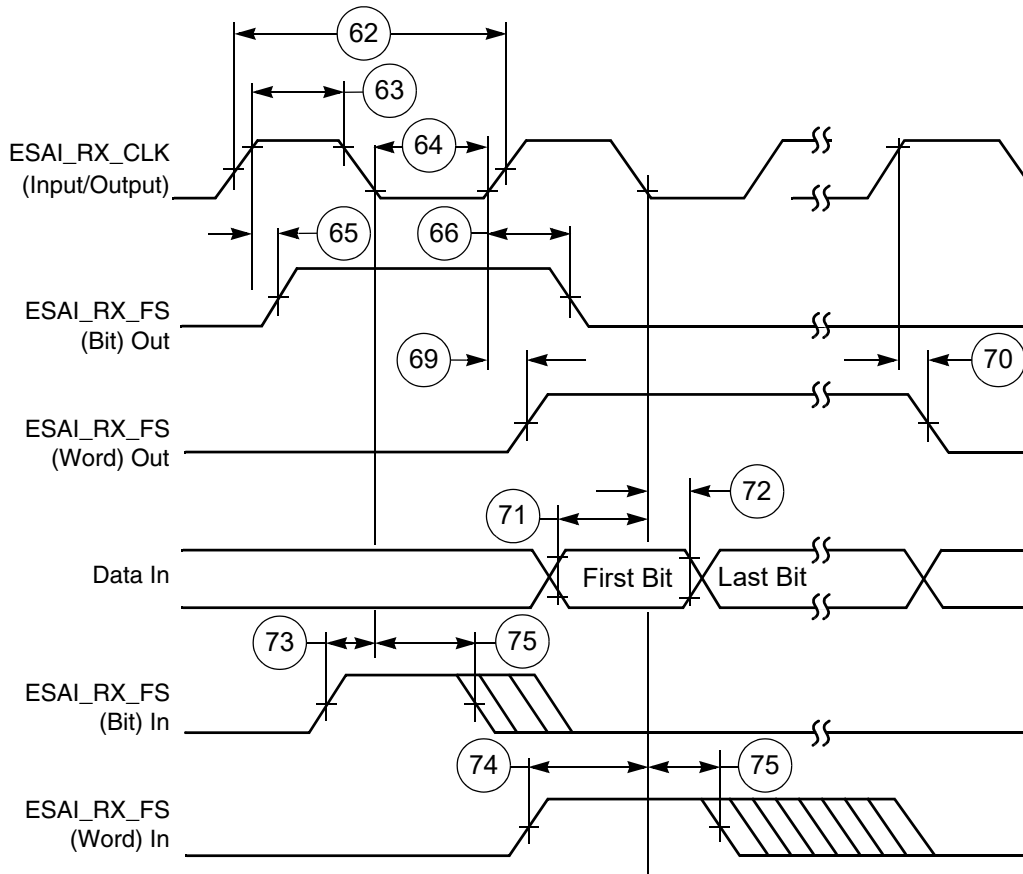 62
63
ESAI_RX_CLK
(Input/Output)
64
65
66
ESAI_RX_FS
(Bit) Out
69
70
ESAI_RX_FS
(Word) Out
71
72
Data In
First Bit
Last Bit
73
75
ESAI_RX_FS
(Bit) In
74
75
ESAI_RX_FS
(Word) In